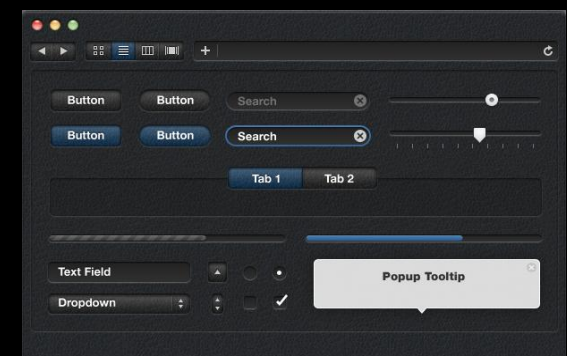 Button Button Search
Button Button Search
Tab 1 Tab 2
Text Field
Popup Tooltip
Dropdown